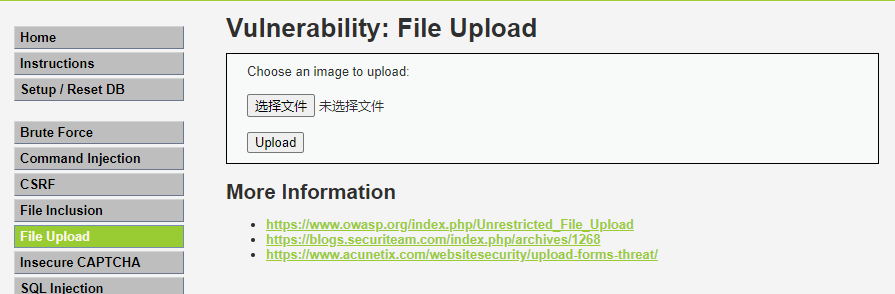 Home
Instructions
Setup / Reset DB
Brute Force
Command Injection
CSRF
File Inclusion
File Upload
Insecure CAPTCHA
SQL Injection
Vulnerability: File Upload
Choose an image to upload:
选择文件 未选择文件
Upload
More Information
https://www.owasp.org/index.php/Unrestricted_File_Upload
https://blogs.securiteam.com/index.php/archives/1268
https://www.acunetix.com/websitesecurity/upload-forms-threat/